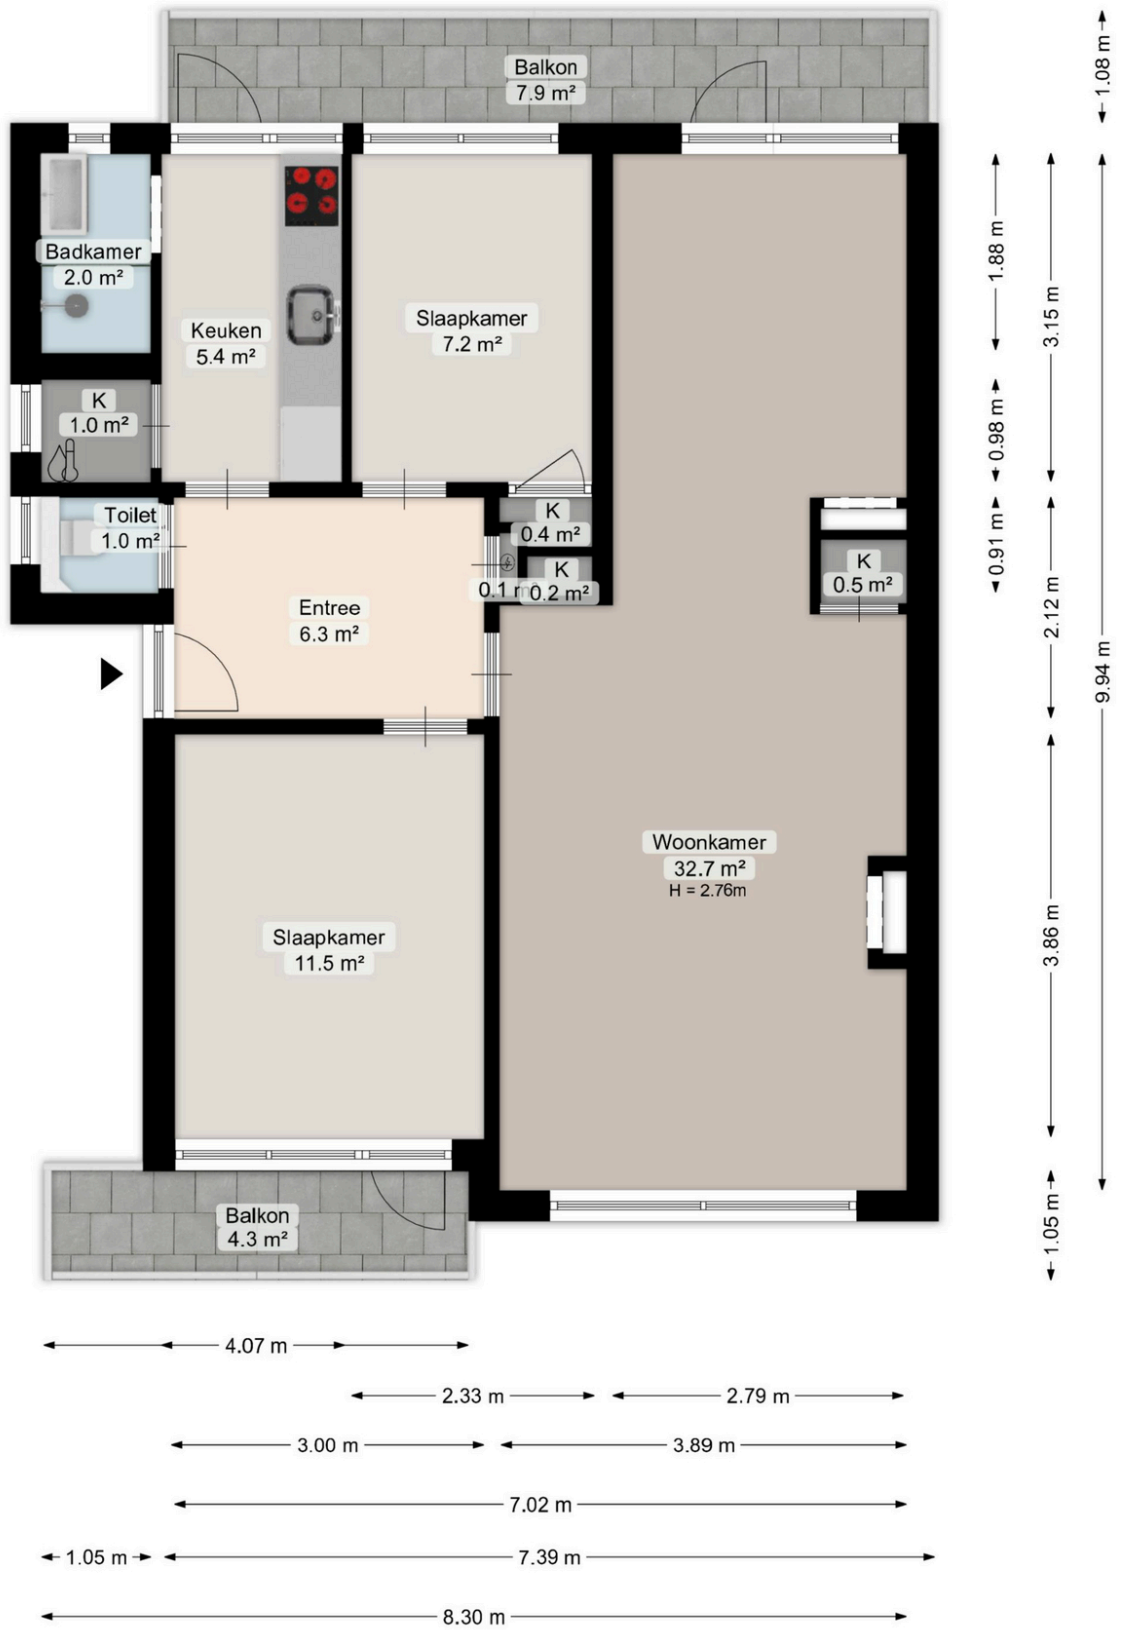 Balkon
7.9 m²
1.08 m
Badkamer
2.0 m²
Keuken
5.4 m²
Slaapkamer
7.2 m²
1.88 m
3.15 m
K
1.0 m²
0.98 m
Toilet
1.0 m²
K
0.4 m²
K
0.2 m²
0.1 m
K
0.5 m²
0.91 m
2.12 m
Entree
6.3 m²
9.94 m
Woonkamer
32.7 m²
H = 2.76m
Slaapkamer
11.5 m²
3.86 m
Balkon
4.3 m²
1.05 m
4.07 m
2.33 m
2.79 m
3.00 m
3.89 m
7.02 m
1.05 m
7.39 m
8.30 m